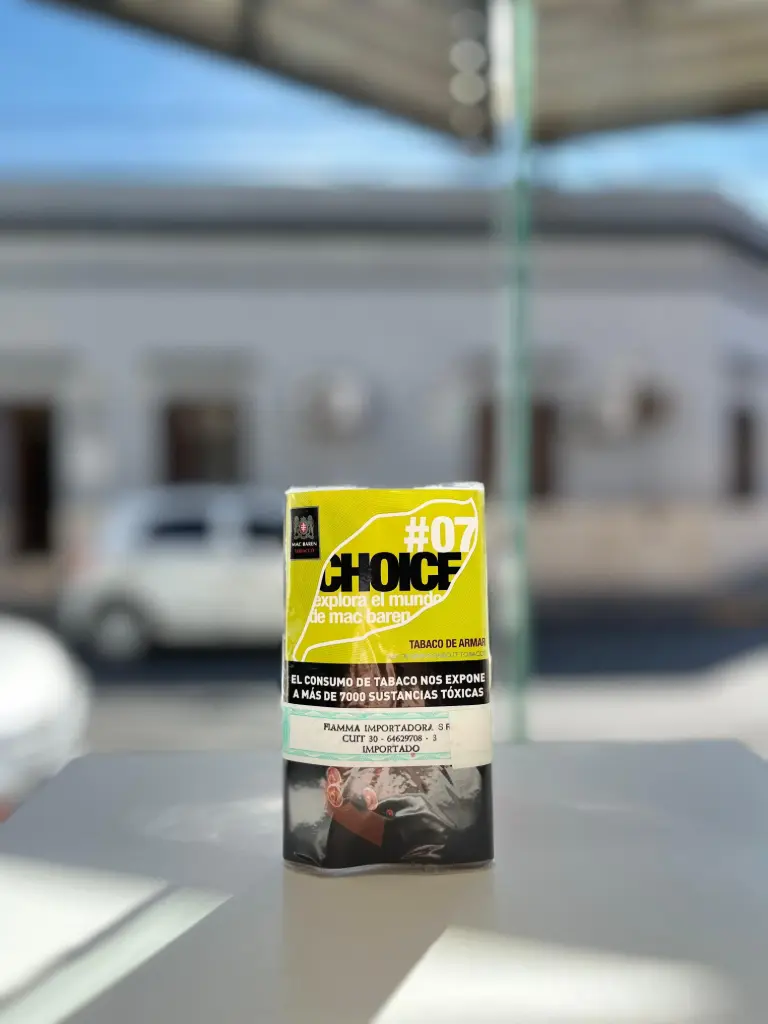 #07
MAC BAREN
TOBACCO
CHOICE
explora el mundo
de mac baren
TABACO DE ARMAR
EL CONSUMO DE TABACO NOS EXPONE
A MÁS DE 7000 SUSTANCIAS TÓXICAS
FIAMMA IMPORTADORA S R
CUIT 30 - 64629708 - 3
IMPORTADO